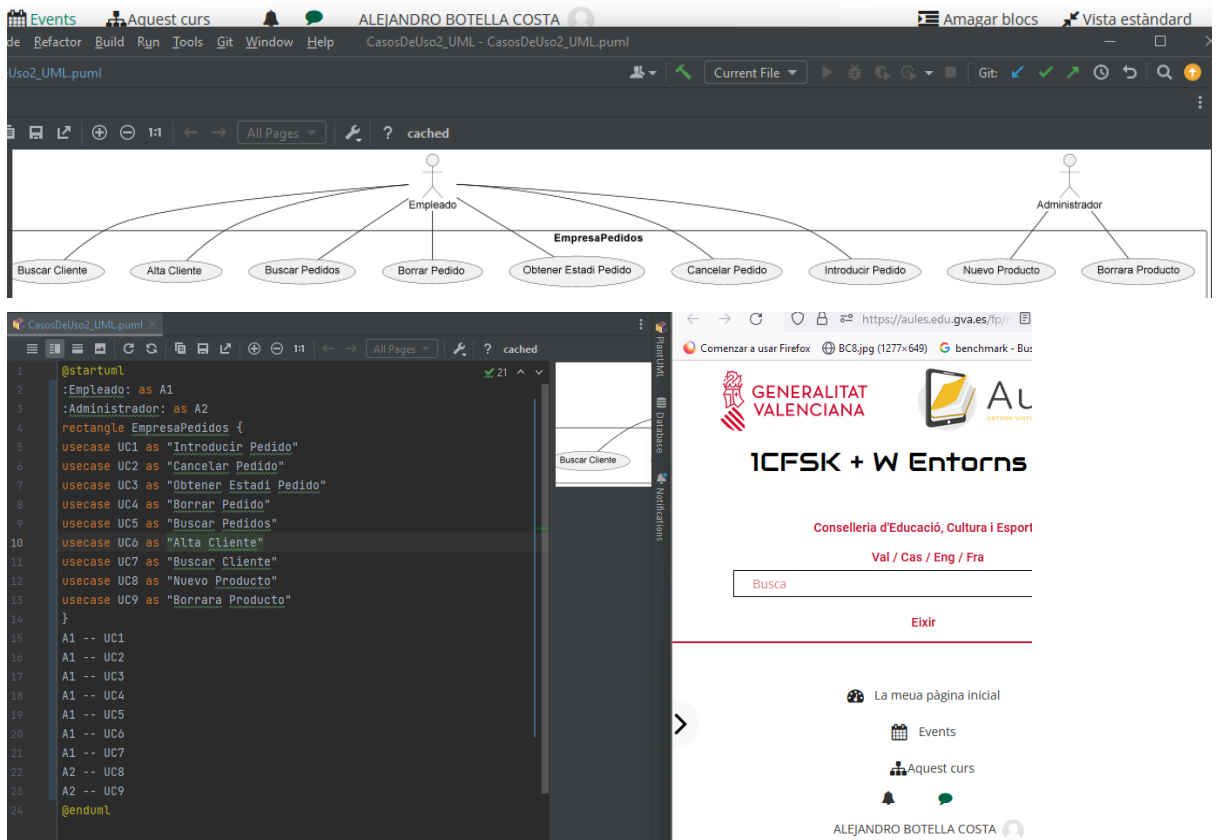 Events Aquest curs ALEJANDRO BOTELLA COSTA Amagar blocs Vista estàndard
de Refactor Build Run Tools Git Window Help CasosDeUso2_UML - CasosDeUso2_UML.puml
Uso2_UML.puml Current File Git:
1:1 All Pages ? cached
Empleado Administrador
EmpresaPedidos
Buscar Cliente Alta Cliente Buscar Pedidos Borrar Pedido Obtener Estadi Pedido Cancelar Pedido Introducir Pedido Nuevo Producto Borrara Producto
CasosDeUso2_UML.puml
1:1 All Pages ? cached
21
1 @startuml
2 :Empleado: as A1
3 :Administrador: as A2
4 rectangle EmpresaPedidos {
5 usecase UC1 as "Introducir Pedido"
6 usecase UC2 as "Cancelar Pedido"
7 usecase UC3 as "Obtener Estadi Pedido"
8 usecase UC4 as "Borrar Pedido"
9 usecase UC5 as "Buscar Pedidos"
10 usecase UC6 as "Alta Cliente"
11 usecase UC7 as "Buscar Cliente"
12 usecase UC8 as "Nuevo Producto"
13 usecase UC9 as "Borrara Producto"
14 }
15 A1 -- UC1
16 A1 -- UC2
17 A1 -- UC3
18 A1 -- UC4
19 A1 -- UC5
20 A1 -- UC6
21 A1 -- UC7
22 A2 -- UC8
23 A2 -- UC9
24 @enduml
Buscar Cliente
PlantUML
Database
Notifications
https://aules.edu.gva.es/fp/
Comenzar a usar Firefox BC8.jpg (1277×649) benchmark - Bus
GENERALITAT
VALENCIANA
Au
1CFSK + W Entorns
Conselleria d'Educació, Cultura i Esport
Val / Cas / Eng / Fra
Busca
Eixir
La meua pàgina inicial
Events
Aquest curs
ALEJANDRO BOTELLA COSTA